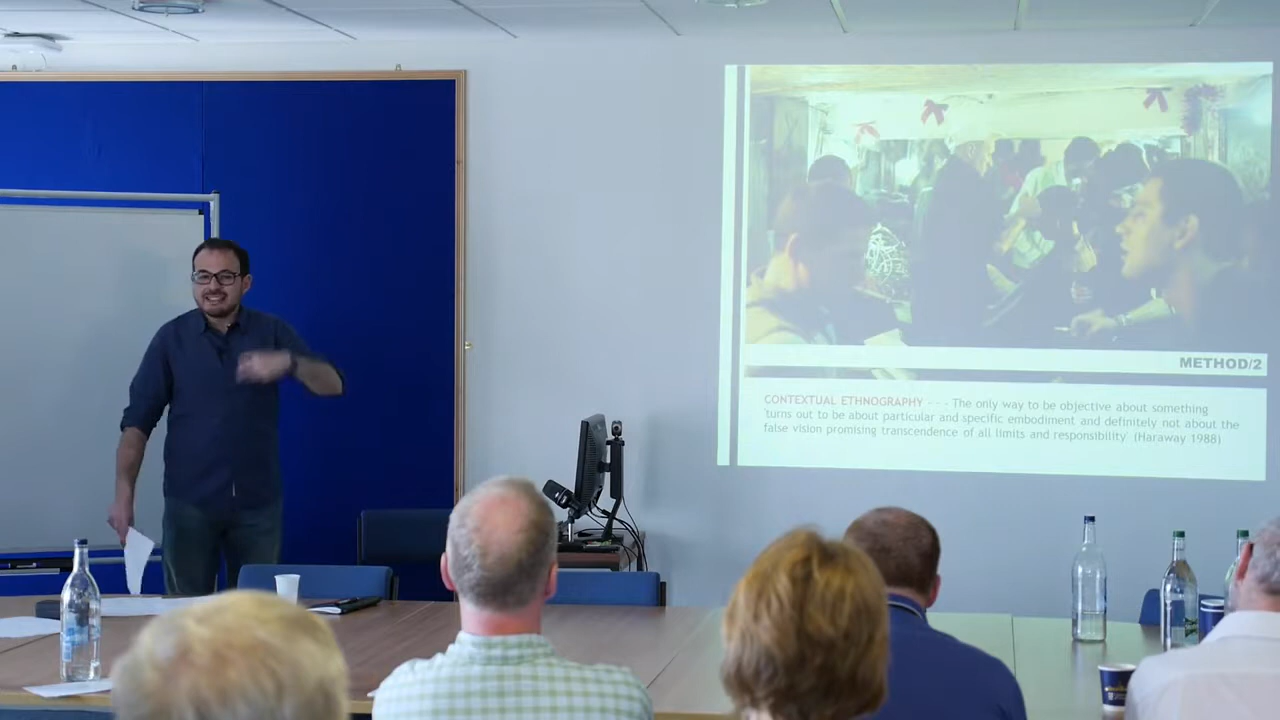 METHOD/2
CONTEXTUAL ETHNOGRAPHY - - - The only way to be objective about something
'turns out to be about particular and specific embodiment and definitely not about the
false vision promising transcendence of all limits and responsibility' (Haraway 1988)